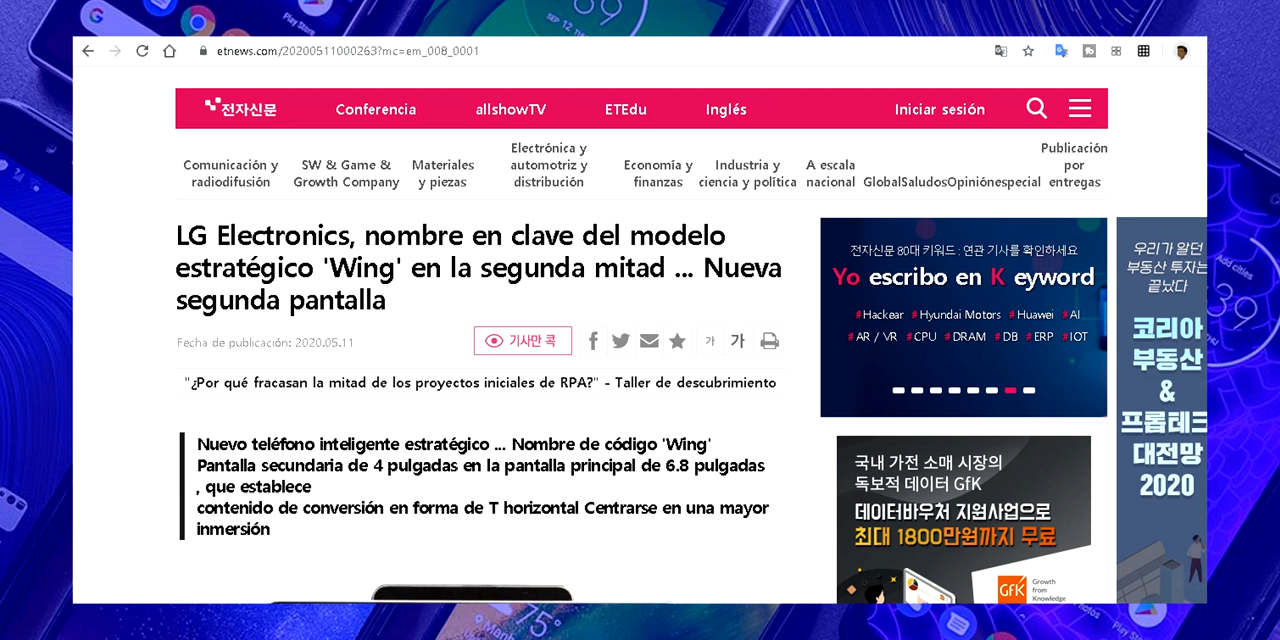 Play Store
SEP 12 THU
69
etnews.com/20200511000263?mc=em_008_0001
전자신문
Conferencia
allshowTV
ETEdu
Inglés
Iniciar sesión
Comunicación y
radiodifusión
SW & Game &
Growth Company
Materiales
y piezas
Electrónica y
automotriz y
distribución
Economía y
finanzas
Industria y
ciencia y política
A escala
nacional
GlobalSaludosOpiniónespecial
Publicación
por
entregas
LG Electronics, nombre en clave del modelo
estratégico 'Wing' en la segunda mitad ... Nueva
segunda pantalla
Fecha de publicación: 2020.05.11
기사만 콕
가 가
"¿Por qué fracasan la mitad de los proyectos iniciales de RPA?" - Taller de descubrimiento
Nuevo teléfono inteligente estratégico ... Nombre de código 'Wing'
Pantalla secundaria de 4 pulgadas en la pantalla principal de 6.8 pulgadas
, que establece
contenido de conversión en forma de T horizontal Centrarse en una mayor
inmersión
전자신문 80대 키워드 : 연관 기사를 확인하세요
Yo escribo en K eyword
#Hackear #Hyundai Motors #Huawei #AI
#AR / VR #CPU #DRAM #DB #ERP #IOT
국내 가전 소매 시장의
독보적 데이터 GfK
데이터바우처 지원사업으로
최대 1800만원까지 무료
GfK
Growth
from
Knowledge
우리가 알던
부동산 투자는
끝났다
코리아
부동산
&
프롭테크
대전망
2020
Add cities
39
75°